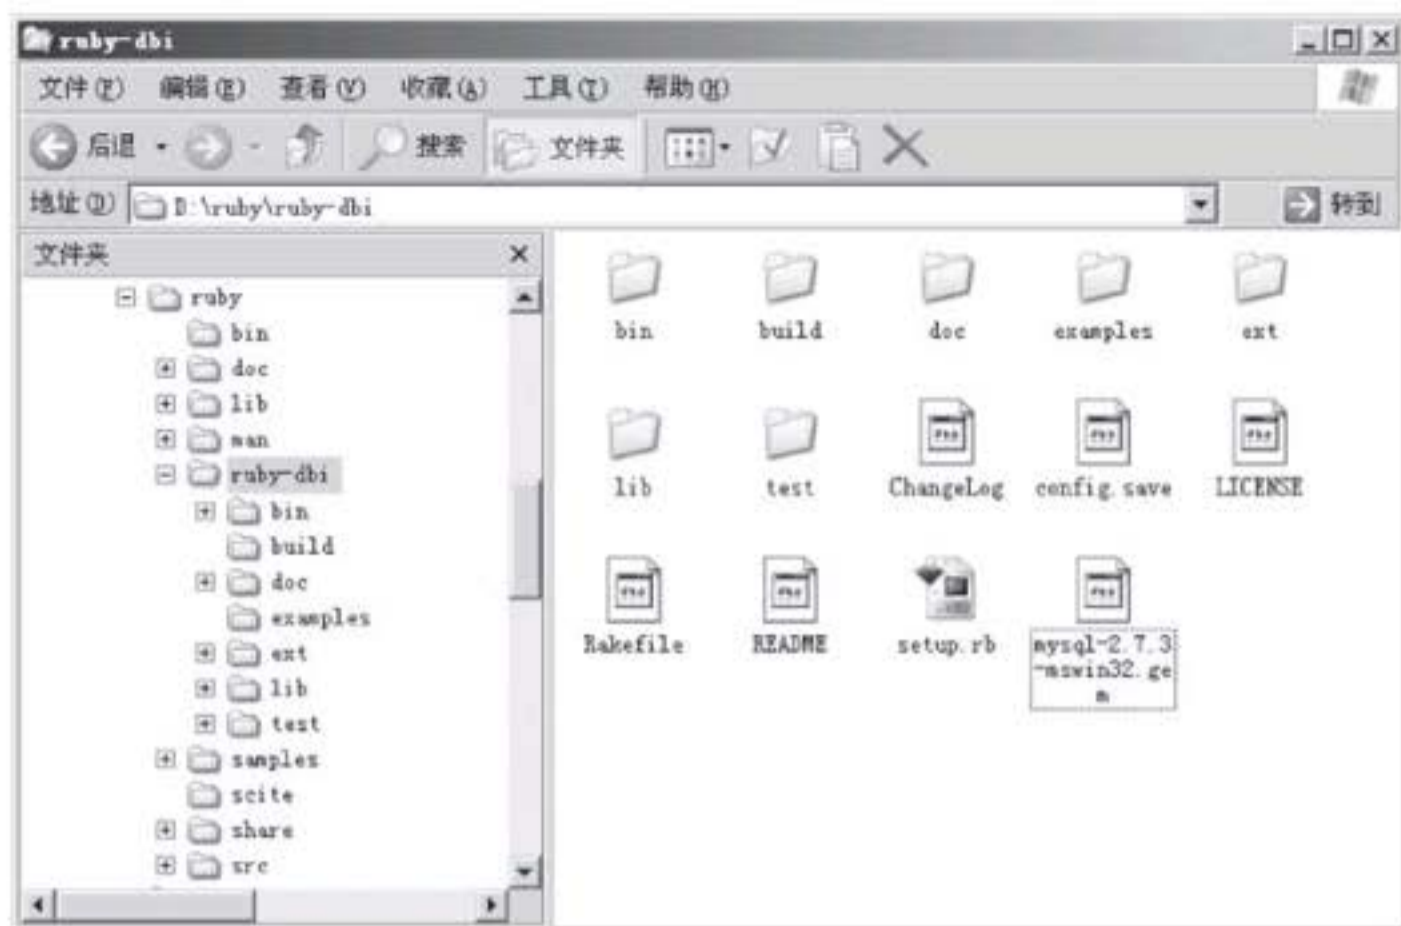 ruby-dbi
文件(F) 编辑(E) 查看(V) 收藏(A) 工具(T) 帮助(H)
后退 搜索 文件夹
地址(D) D:\ruby\ruby-dbi 转到
文件夹
ruby
bin
doc
lib
man
ruby-dbi
bin
build
doc
examples
ext
lib
test
samples
scite
share
src
bin build doc examples ext
lib test ChangeLog config.save LICENSE
Rakefile README setup.rb mysql-2.7.3
-mswin32.ge
m